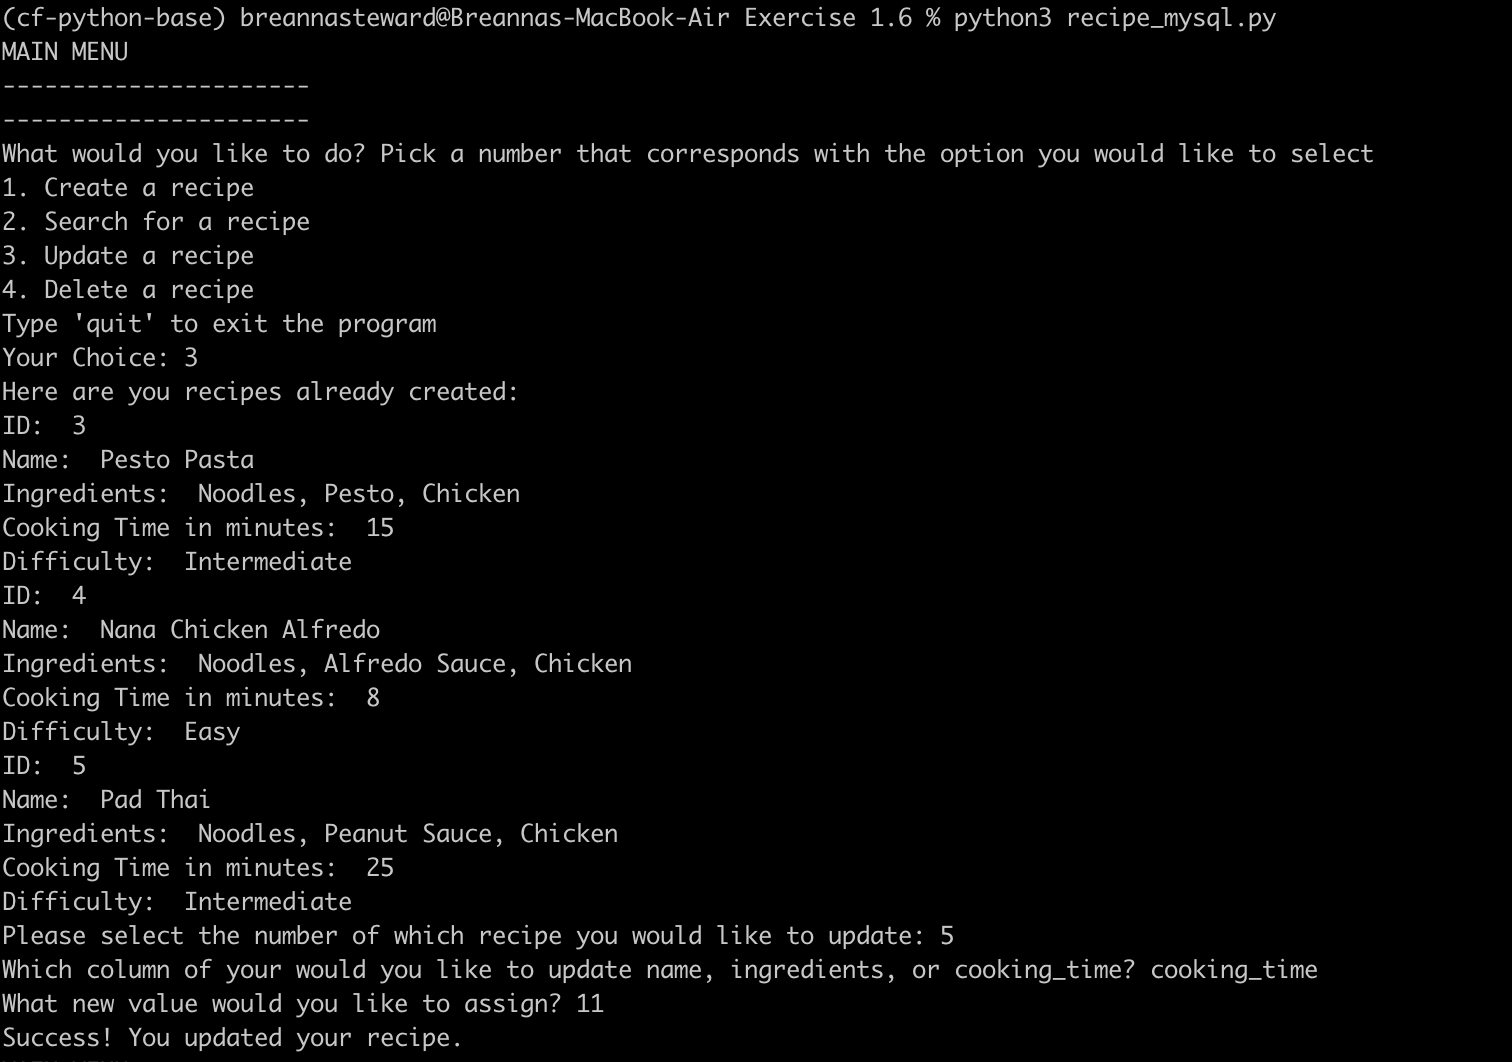 (cf-python-base) breannasteward@Breannas-MacBook-Air Exercise 1.6 % python3 recipe_mysql.py
MAIN MENU
----------------------
----------------------
What would you like to do? Pick a number that corresponds with the option you would like to select
1. Create a recipe
2. Search for a recipe
3. Update a recipe
4. Delete a recipe
Type 'quit' to exit the program
Your Choice: 3
Here are you recipes already created:
ID:  3
Name:  Pesto Pasta
Ingredients:  Noodles, Pesto, Chicken
Cooking Time in minutes:  15
Difficulty:  Intermediate
ID:  4
Name:  Nana Chicken Alfredo
Ingredients:  Noodles, Alfredo Sauce, Chicken
Cooking Time in minutes:  8
Difficulty:  Easy
ID:  5
Name:  Pad Thai
Ingredients:  Noodles, Peanut Sauce, Chicken
Cooking Time in minutes:  25
Difficulty:  Intermediate
Please select the number of which recipe you would like to update: 5
Which column of your would you like to update name, ingredients, or cooking_time? cooking_time
What new value would you like to assign? 11
Success! You updated your recipe.